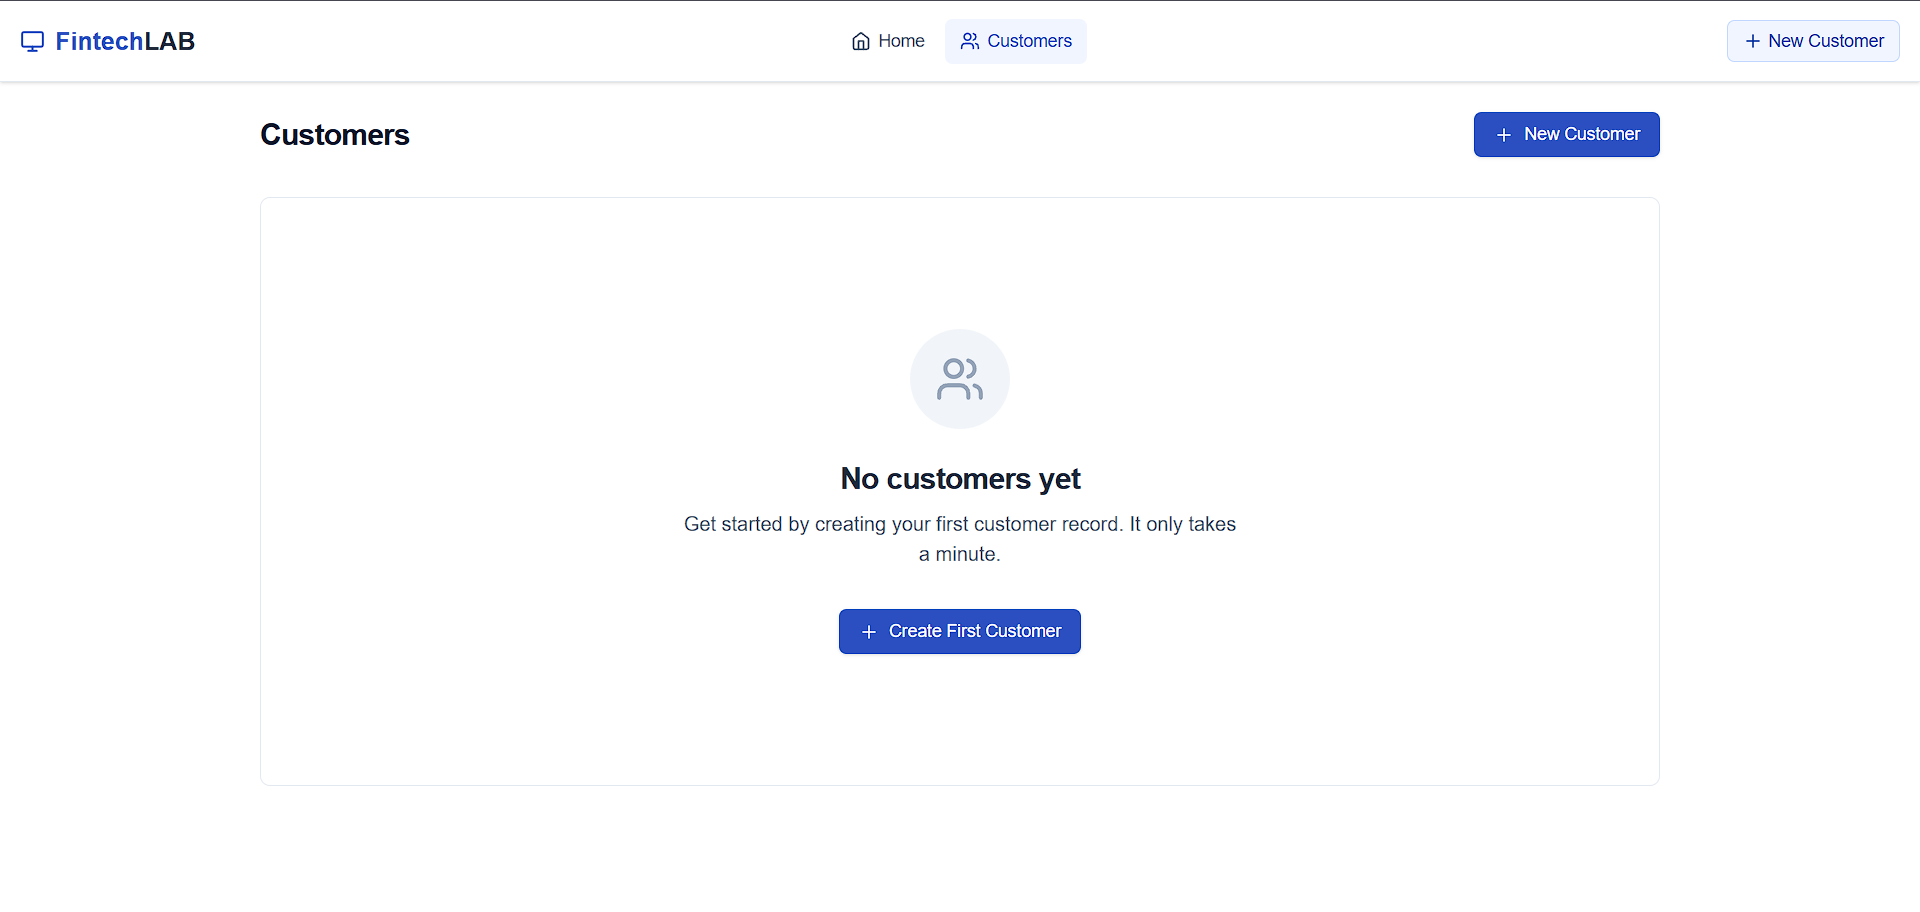 FintechLAB
Home
Customers
New Customer
Customers
New Customer
No customers yet
Get started by creating your first customer record. It only takes
a minute.
Create First Customer